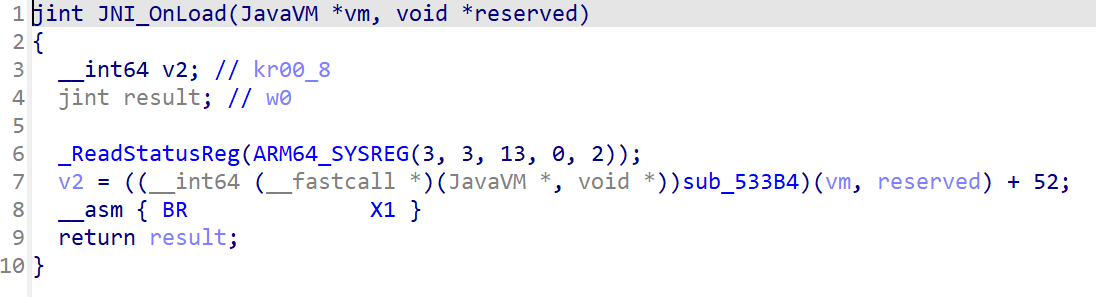 1 jint JNI_OnLoad(JavaVM *vm, void *reserved)
2 {
3   __int64 v2; // kr00_8
4   jint result; // w0
5
6   _ReadStatusReg(ARM64_SYSREG(3, 3, 13, 0, 2));
7   v2 = ((__int64 (__fastcall *)(JavaVM *, void *))sub_533B4)(vm, reserved) + 52;
8   __asm { BR              X1 }
9   return result;
10 }